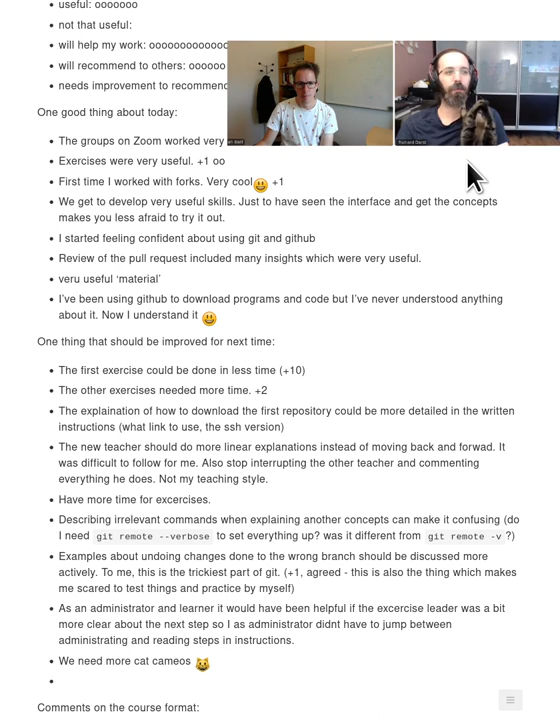 useful: ooooooo
not that useful:
will help my work: ooooooooooooo
will recommend to others: oooooo
needs improvement to recommend
One good thing about today:
The groups on Zoom worked very
Exercises were very useful. +1 oo
First time I worked with forks. Very cool😃 +1
We get to develop very useful skills. Just to have seen the interface and get the concepts
makes you less afraid to try it out.
I started feeling confident about using git and github
Review of the pull request included many insights which were very useful.
veru useful ‘material’
I’ve been using github to download programs and code but I’ve never understood anything
about it. Now I understand it 😃
One thing that should be improved for next time:
The first exercise could be done in less time (+10)
The other exercises needed more time. +2
The explaination of how to download the first repository could be more detailed in the written
instructions (what link to use, the ssh version)
The new teacher should do more linear explanations instead of moving back and forwad. It
was difficult to follow for me. Also stop interrupting the other teacher and commenting
everything he does. Not my teaching style.
Have more time for excercises.
Describing irrelevant commands when explaining another concepts can make it confusing (do
I need git remote --verbose to set everything up? was it different from git remote -v ?)
Examples about undoing changes done to the wrong branch should be discussed more
actively. To me, this is the trickiest part of git. (+1, agreed - this is also the thing which makes
me scared to test things and practice by myself)
As an administrator and learner it would have been helpful if the excercise leader was a bit
more clear about the next step so I as administrator didnt have to jump between
administrating and reading steps in instructions.
We need more cat cameos 😺
Comments on the course format: